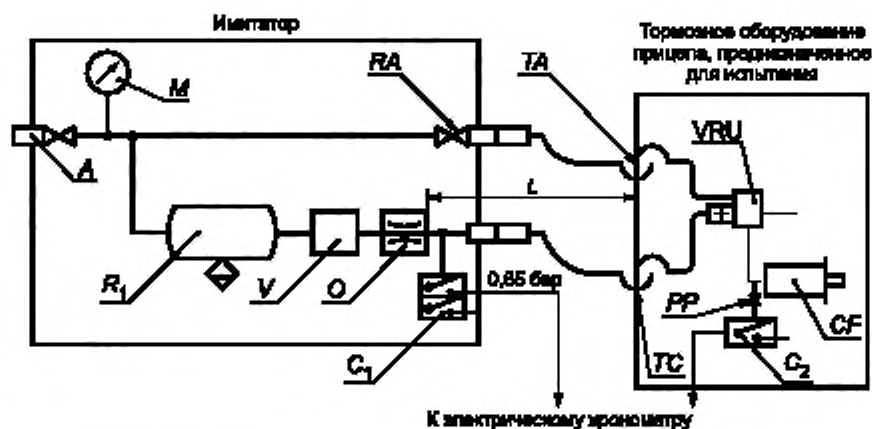 Имитатор
Тормозное оборудование
прицепа, предназначенное
для испытания
M
RA
TA
VRU
A
L
R1
V
O
0,65 бар
PP
CF
C1
TC
C2
К электрическому хронометру